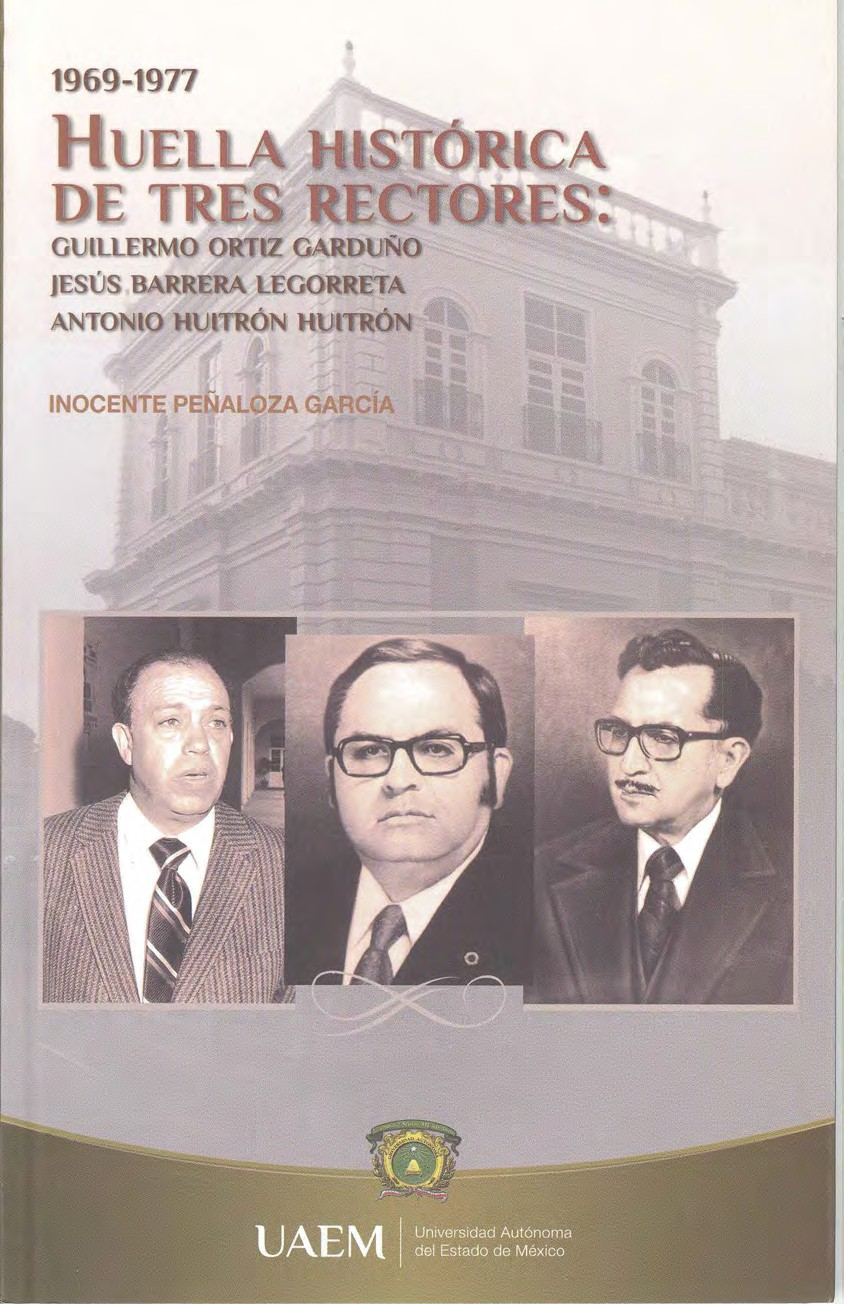 1969-1977
HUELLA HISTÓRICA
DE TRES RECTORES:
GUILLERMO ORTIZ GARDUÑO
JESÚS BARRERA LEGORRETA
ANTONIO HUITRÓN HUITRÓN
INOCENTE PEÑALOZA GARCÍA
UAEM
Universidad Autónoma
del Estado de México